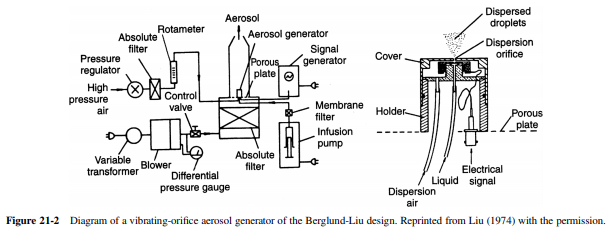 Aerosol
Rotameter
Absolute
filter
Aerosol generator
Signal
generator
Pressure
regulator
Porous
plate
High
pressure
air
Control
valve
Membrane
filter
Infusion
pump
Absolute
filter
Variable
transformer
Blower
Differential
pressure gauge
Dispersed
droplets
Dispersion
orifice
Cover
Holder
Porous
plate
Electrical
signal
Liquid
Dispersion
air
Figure 21-2 Diagram of a vibrating-orifice aerosol generator of the Berglund-Liu design. Reprinted from Liu (1974) with the permission.